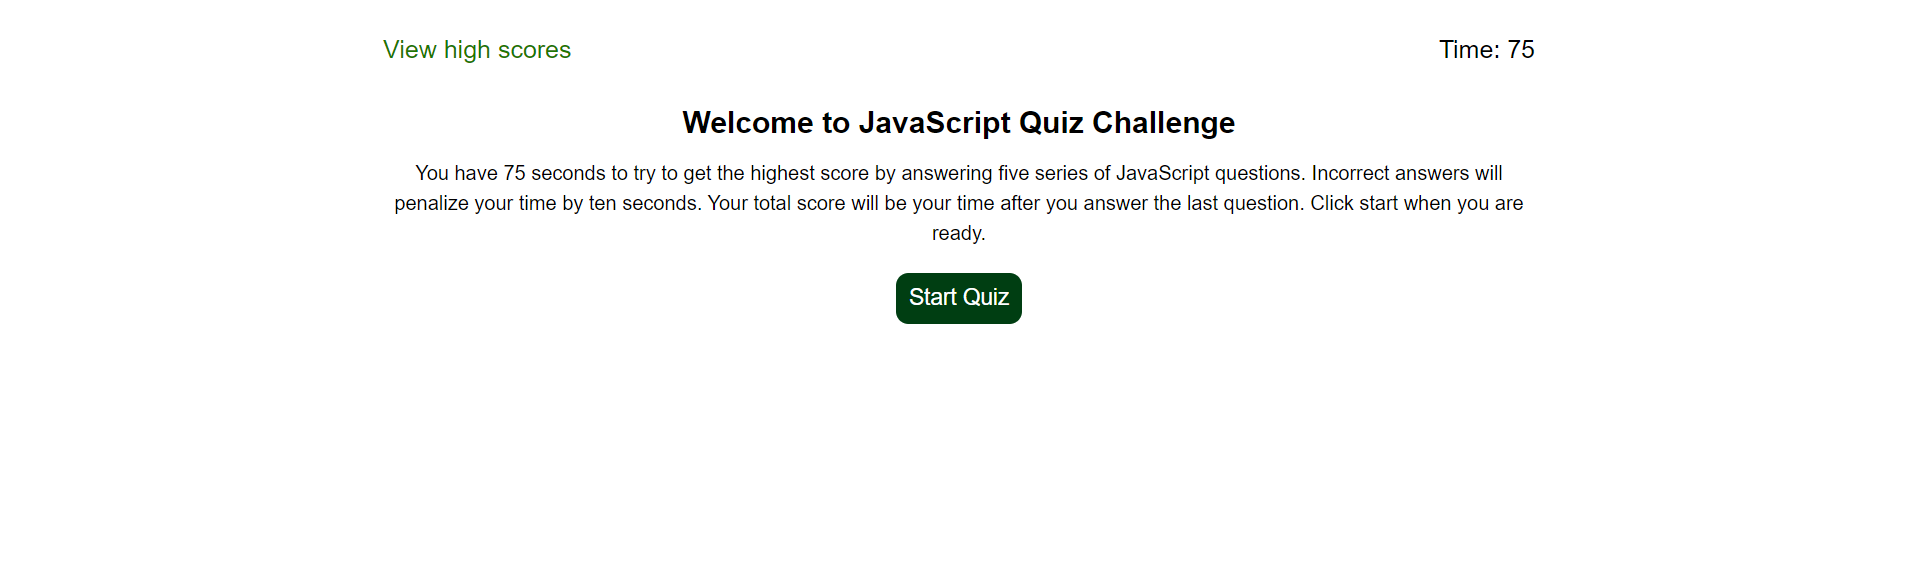 View high scores
Time: 75
Welcome to JavaScript Quiz Challenge
You have 75 seconds to try to get the highest score by answering five series of JavaScript questions. Incorrect answers will
penalize your time by ten seconds. Your total score will be your time after you answer the last question. Click start when you are
ready.
Start Quiz